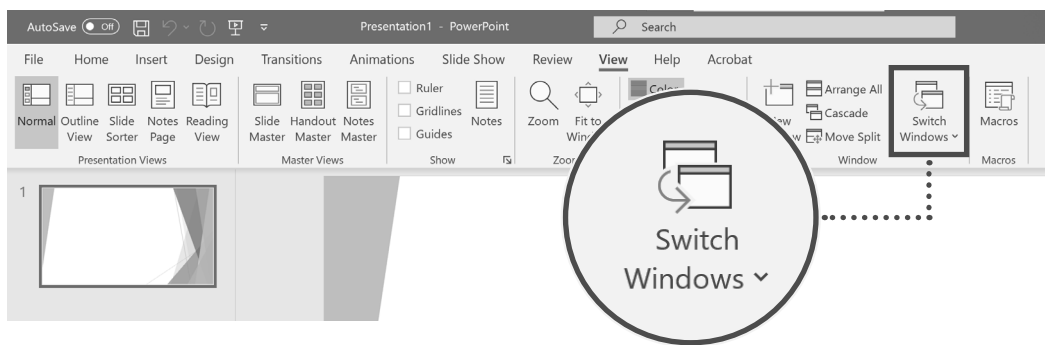 AutoSave Off Presentation1 - PowerPoint Search
File Home Insert Design Transitions Animations Slide Show Review View Help Acrobat
Normal
Outline View
Slide Sorter
Notes Page
Reading View
Presentation Views
Slide Master
Handout Master
Notes Master
Master Views
Ruler
Gridlines
Guides
Notes
Show
Zoom
Fit to
Color
Arrange All
Cascade
Move Split
Switch
Windows
Window
Macros
Macros
1
Switch
Windows